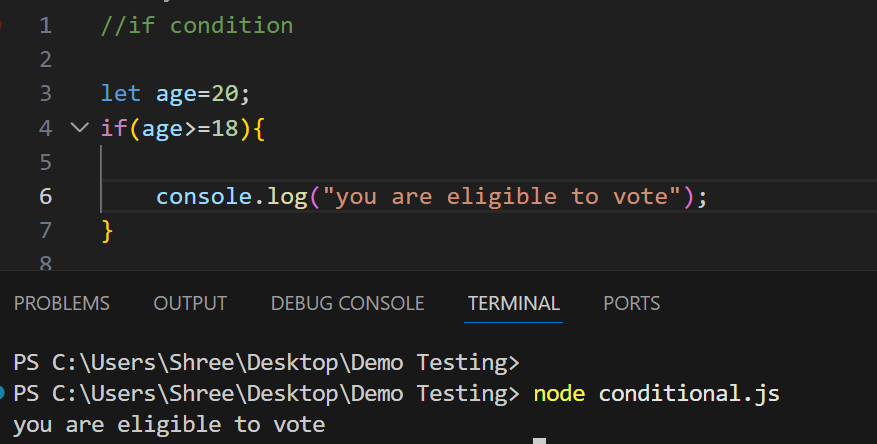 1 //if condition
2
3 let age=20;
4 if(age>=18){
5
6 console.log("you are eligible to vote");
7 }
8
PROBLEMS OUTPUT DEBUG CONSOLE TERMINAL PORTS
PS C:\Users\Shree\Desktop\Demo Testing>
PS C:\Users\Shree\Desktop\Demo Testing> node conditional.js
you are eligible to vote